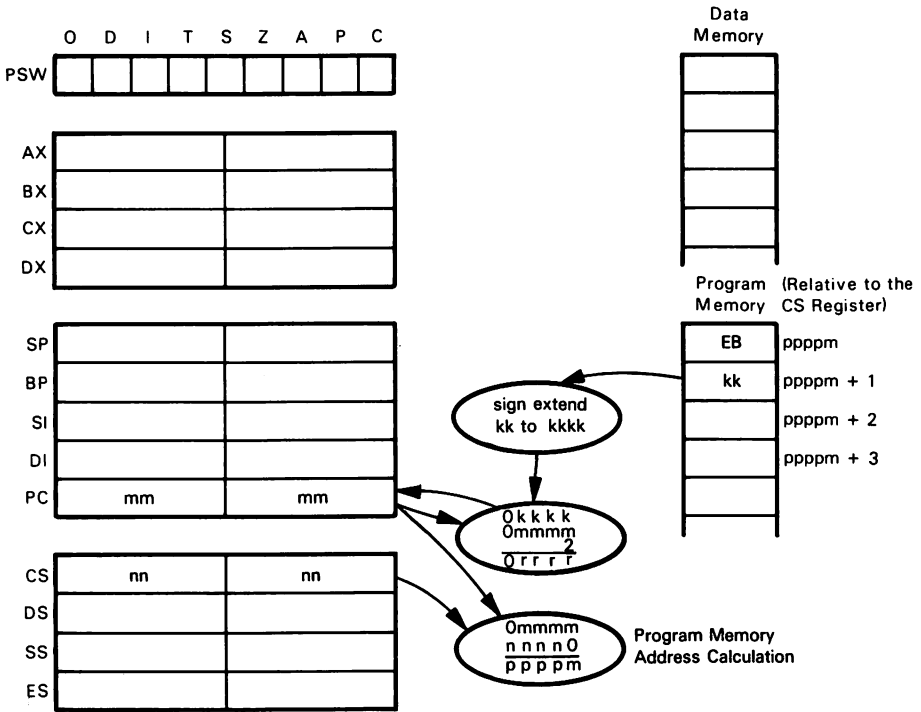 O D I T S Z A P C
PSW
AX
BX
CX
DX
SP
BP
SI
DI
PC mm mm
CS nn nn
DS
SS
ES
Data
Memory
Program
Memory
(Relative to the
CS Register)
EB ppppm
kk ppppm + 1
ppppm + 2
ppppm + 3
sign extend
kk to kkkk
0kkkk
0mmmm
2
0rrrr
0mmmm
nnnn0
ppppm
Program Memory
Address Calculation